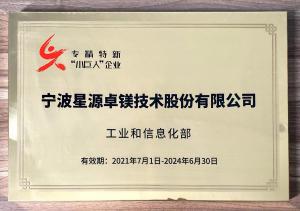 专精特新
“小巨人”企业
宁波星源卓镁技术股份有限公司
工业和信息化部
有效期：2021年7月1日-2024年6月30日